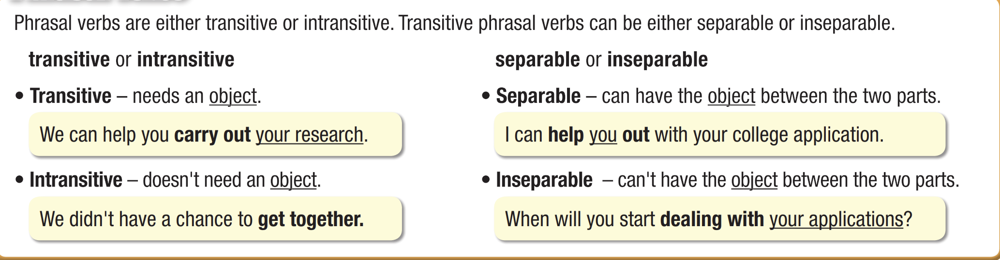 Phrasal verbs are either transitive or intransitive. Transitive phrasal verbs can be either separable or inseparable.
transitive or intransitive
• Transitive – needs an object.
We can help you carry out your research.
• Intransitive – doesn't need an object.
We didn't have a chance to get together.
separable or inseparable
• Separable – can have the object between the two parts.
I can help you out with your college application.
• Inseparable – can't have the object between the two parts.
When will you start dealing with your applications?